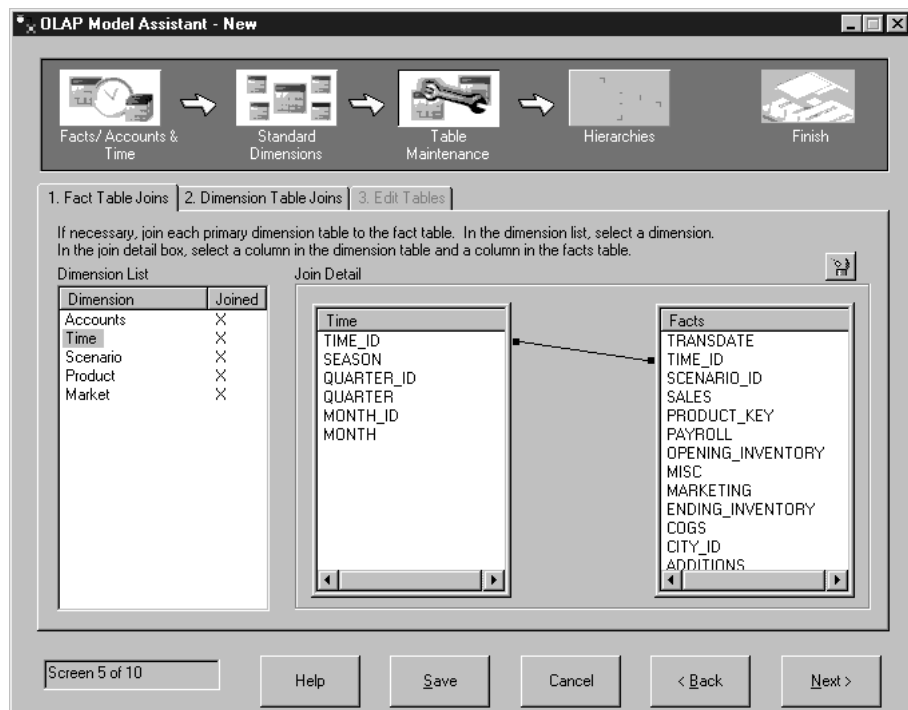 OLAP Model Assistant - New
Facts/ Accounts & Time
Standard Dimensions
Table Maintenance
Hierarchies
Finish
1. Fact Table Joins
2. Dimension Table Joins
3. Edit Tables
If necessary, join each primary dimension table to the fact table. In the dimension list, select a dimension.
In the join detail box, select a column in the dimension table and a column in the facts table.
Dimension List
Dimension Joined
Accounts X
Time X
Scenario X
Product X
Market X
Join Detail
Time
TIME_ID
SEASON
QUARTER_ID
QUARTER
MONTH_ID
MONTH
Facts
TRANSDATE
TIME_ID
SCENARIO_ID
SALES
PRODUCT_KEY
PAYROLL
OPENING_INVENTORY
MISC
MARKETING
ENDING_INVENTORY
COGS
CITY_ID
ADDITIONS
Screen 5 of 10
Help
Save
Cancel
< Back
Next >